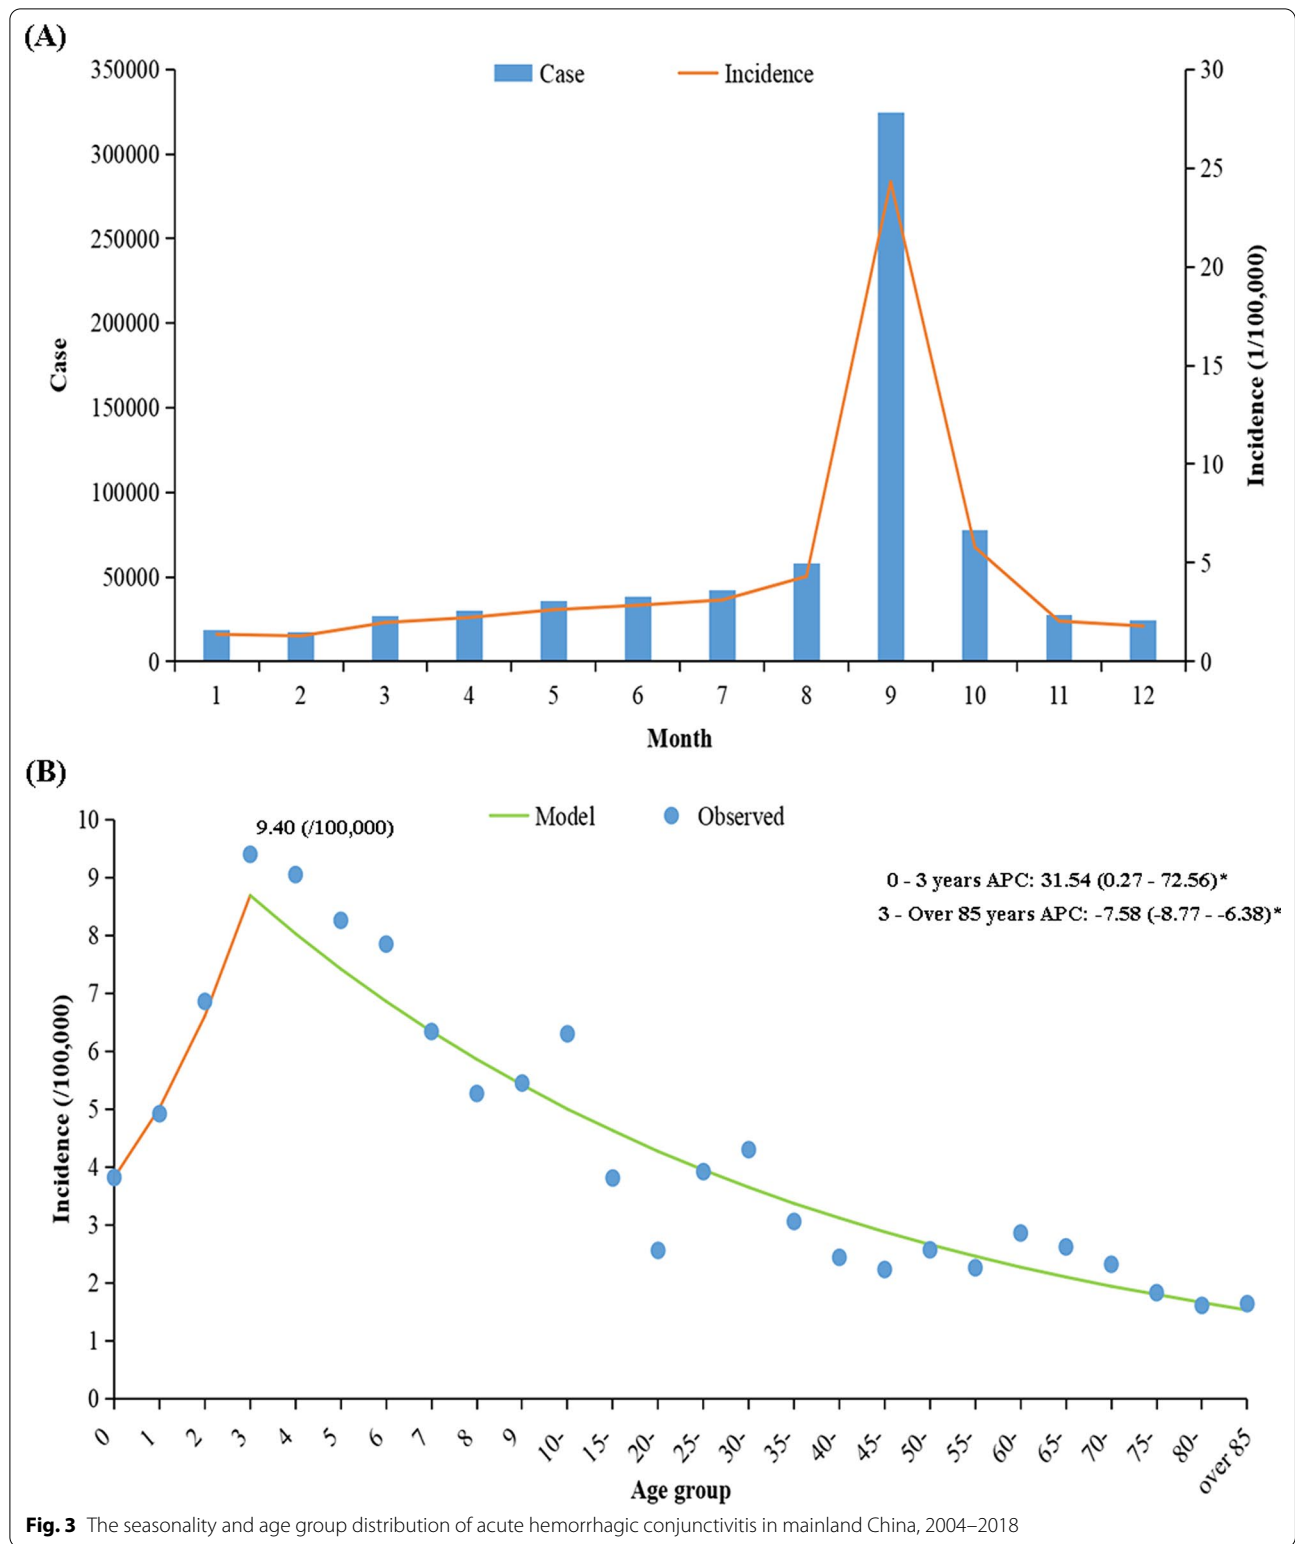 (A)
Case
Incidence
350000
300000
250000
200000
150000
100000
50000
0
Case
30
25
20
15
10
5
0
Incidence (1/100,000)
1 2 3 4 5 6 7 8 9 10 11 12
Month
(B)
Model
Observed
9.40 (/100,000)
0 - 3 years APC: 31.54 (0.27 - 72.56)*
3 - Over 85 years APC: -7.58 (-8.77 - -6.38)*
10
9
8
7
6
5
4
3
2
1
0
Incidence (/100,000)
0 1 2 3 4 5 6 7 8 9 10- 15- 20- 25- 30- 35- 40- 45- 50- 55- 60- 65- 70- 75- 80- over 85
Age group
Fig. 3 The seasonality and age group distribution of acute hemorrhagic conjunctivitis in mainland China, 2004–2018